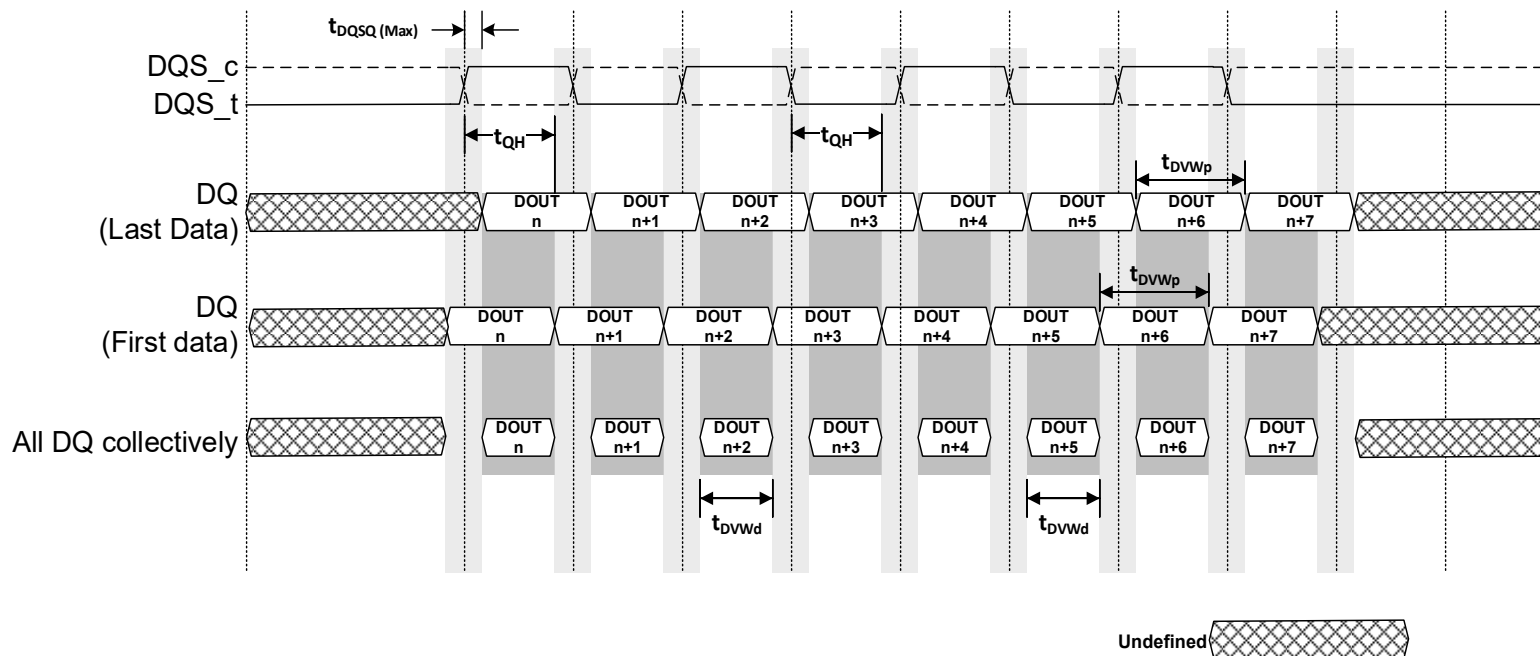 tDQSQ (Max)
DQS_c
DQS_t
tQH
tQH
tDVWp
DQ
(Last Data)
DOUT DOUT DOUT DOUT DOUT DOUT DOUT DOUT
n n+1 n+2 n+3 n+4 n+5 n+6 n+7
tDVWp
DQ
(First data)
DOUT DOUT DOUT DOUT DOUT DOUT DOUT DOUT
n n+1 n+2 n+3 n+4 n+5 n+6 n+7
All DQ collectively
DOUT DOUT DOUT DOUT DOUT DOUT DOUT DOUT
n n+1 n+2 n+3 n+4 n+5 n+6 n+7
tDVWd
tDVWd
Undefined